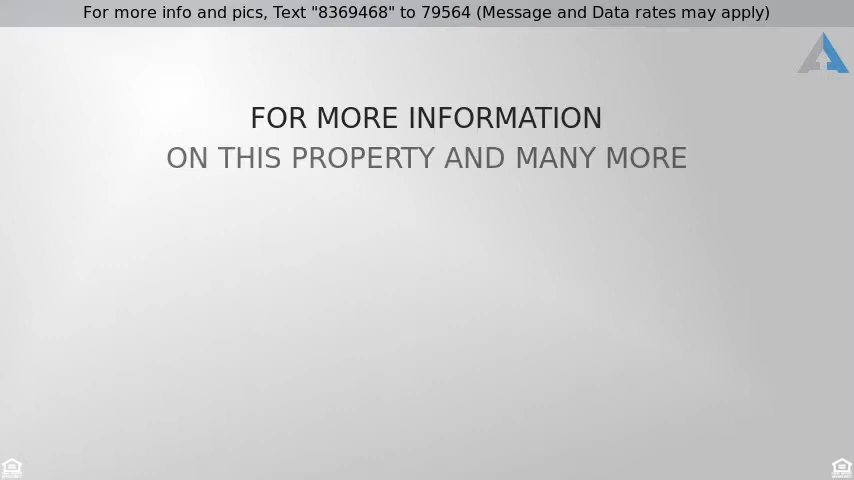 For more info and pics, Text "8369468" to 79564 (Message and Data rates may apply)
FOR MORE INFORMATION
ON THIS PROPERTY AND MANY MORE